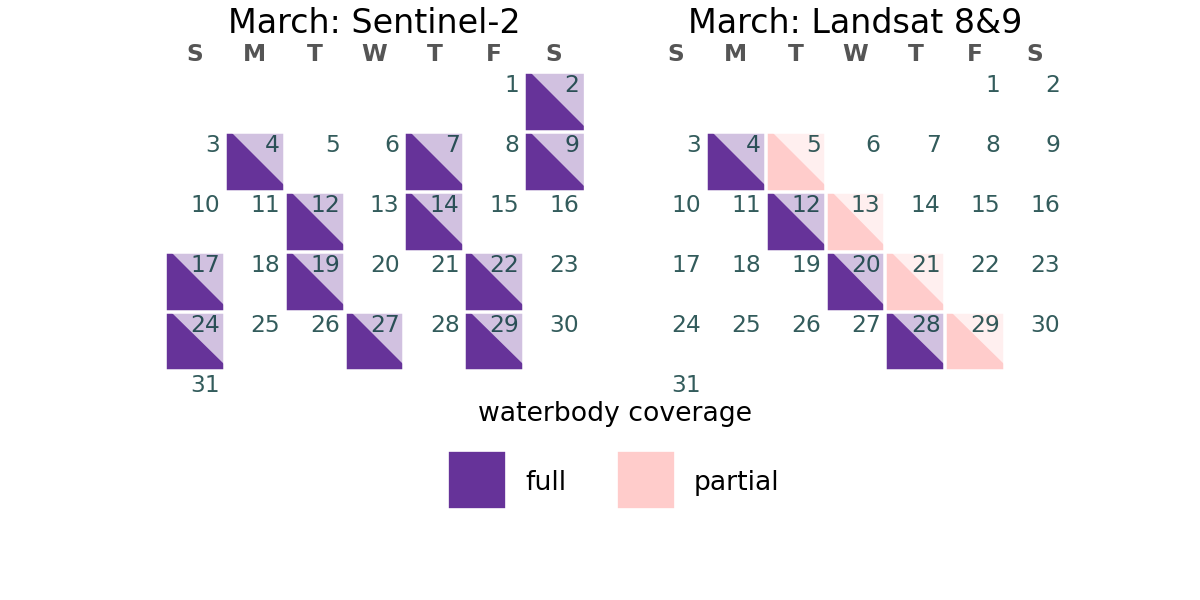 March: Sentinel-2
S M T W T F S
1 2
3 4 5 6 7 8 9
10 11 12 13 14 15 16
17 18 19 20 21 22 23
24 25 26 27 28 29 30
31
March: Landsat 8&9
S M T W T F S
1 2
3 4 5 6 7 8 9
10 11 12 13 14 15 16
17 18 19 20 21 22 23
24 25 26 27 28 29 30
31
waterbody coverage
full partial